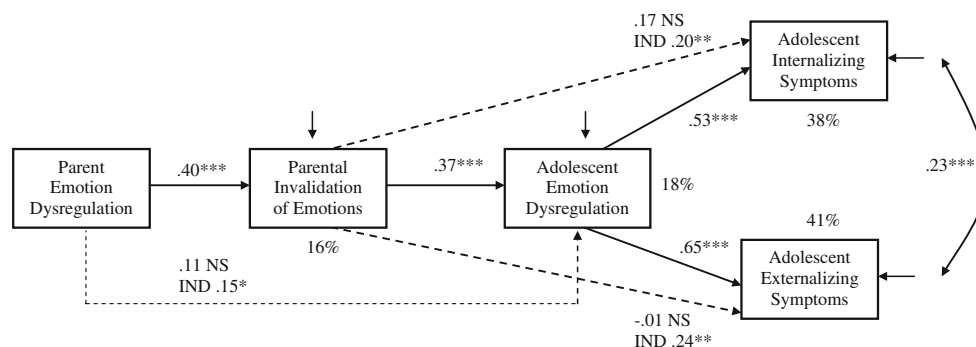 .17 NS
IND .20**
Adolescent
Internalizing
Symptoms
.53***
38%
.23***
Parent
Emotion
Dysregulation
.40***
Parental
Invalidation
of Emotions
.37***
Adolescent
Emotion
Dysregulation
18%
16%
41%
.65***
Adolescent
Externalizing
Symptoms
.11 NS
IND .15*
-.01 NS
IND .24**